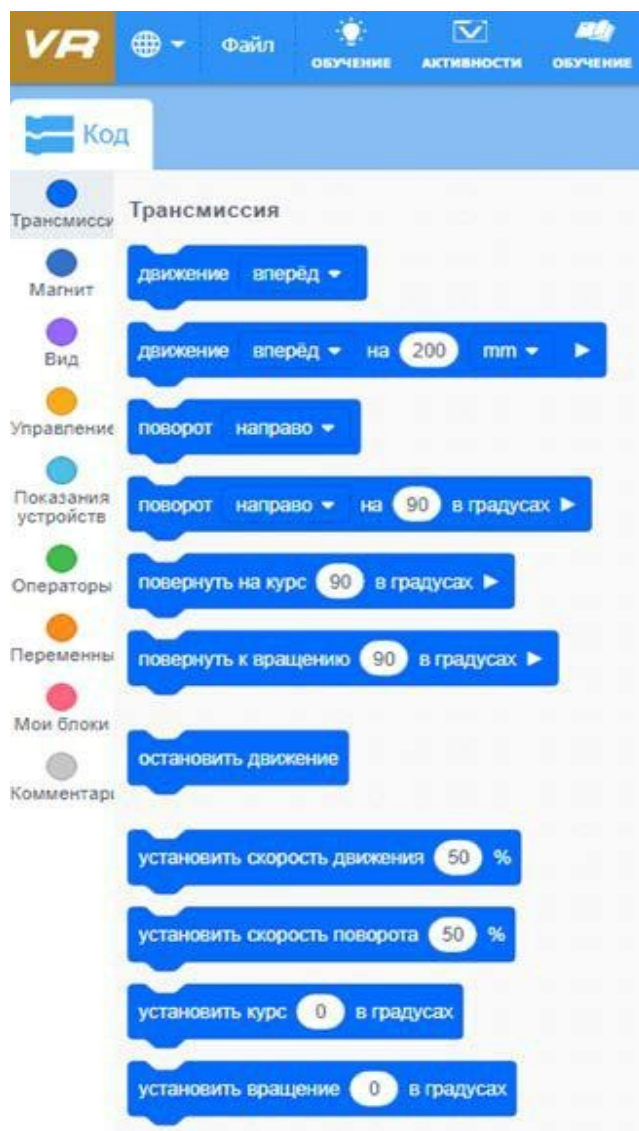 VR Файл ОБУЧЕНИЕ АКТИВНОСТИ ОБУЧЕНИЕ
Код
Трансмисси
Магнит
Вид
Управление
Показания
устройств
Операторы
Переменны
Мои блоки
Комментар
Трансмиссия
движение вперёд
движение вперёд на 200 mm
поворот направо
поворот направо на 90 в градусах
повернуть на курс 90 в градусах
повернуть к вращению 90 в градусах
остановить движение
установить скорость движения 50 %
установить скорость поворота 50 %
установить курс 0 в градусах
установить вращение 0 в градусах